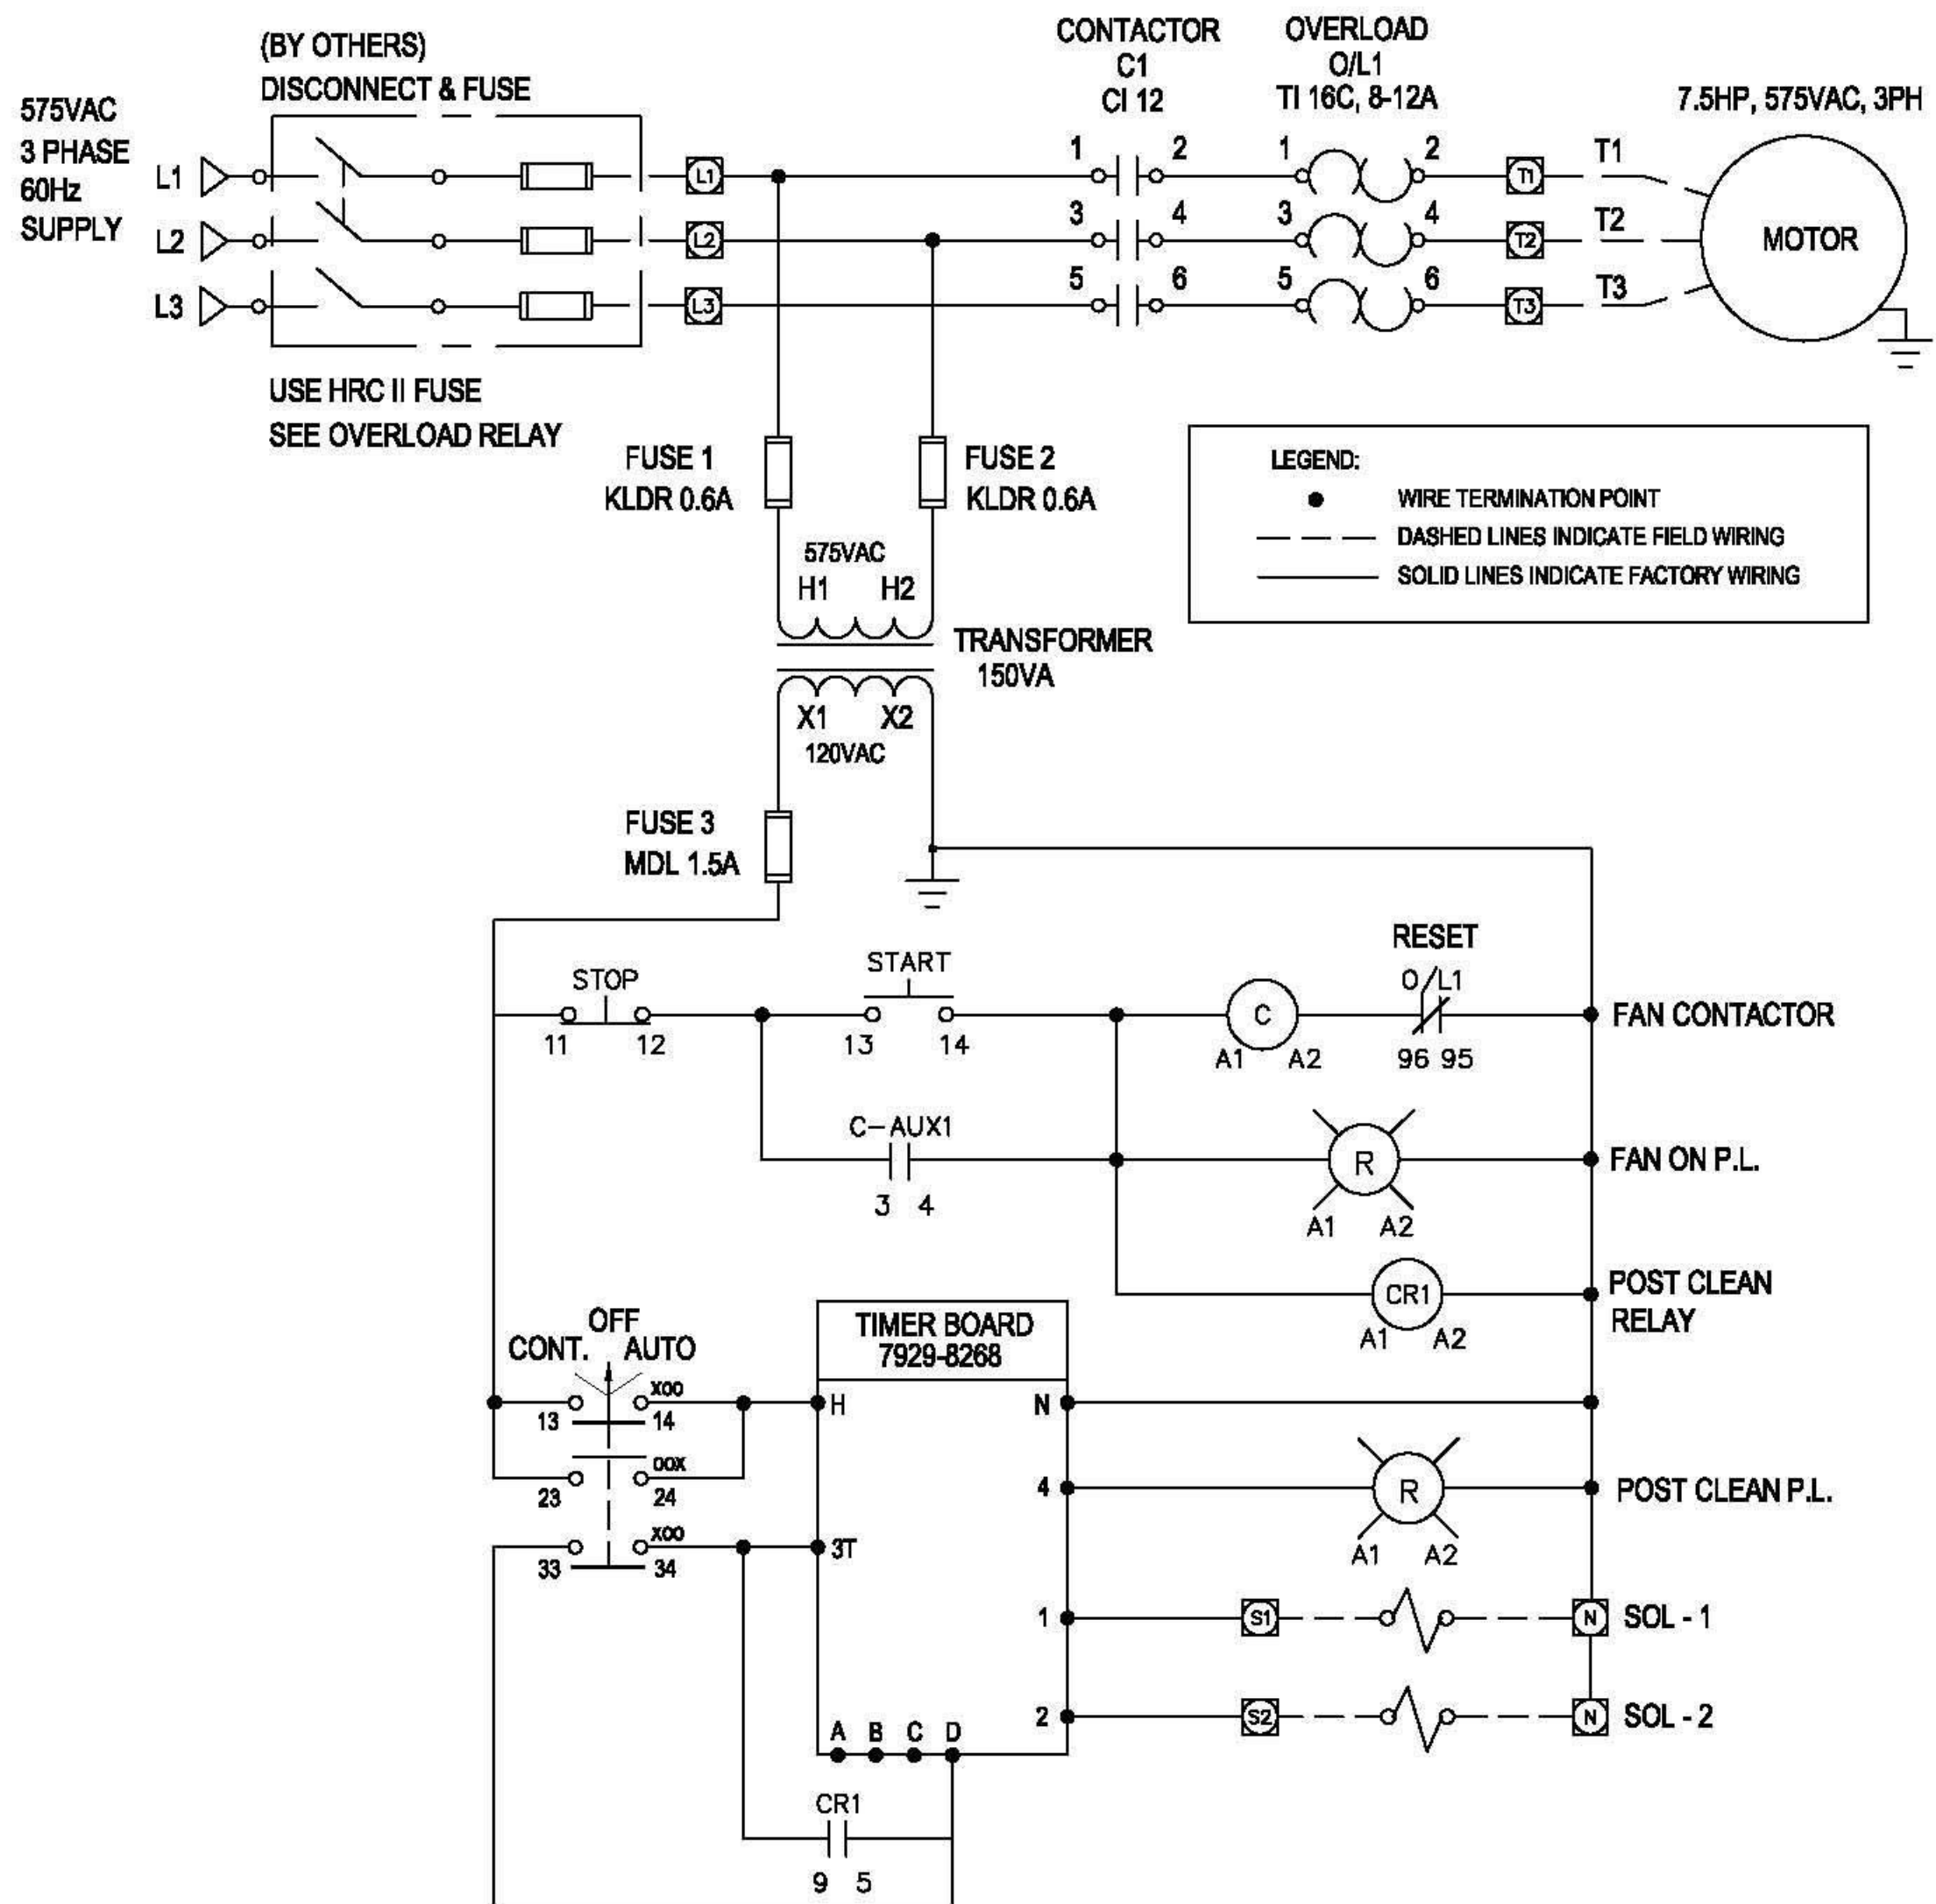 (BY OTHERS)
DISCONNECT & FUSE
CONTACTOR
C1
CI 12
OVERLOAD
O/L1
TI 16C, 8-12A
7.5HP, 575VAC, 3PH
575VAC
3 PHASE
60Hz
SUPPLY
L1
L1
1
2
1
2
T1
T1
L2
L2
3
4
3
4
T2
T2
MOTOR
L3
L3
5
6
5
6
T3
T3
USE HRC II FUSE
SEE OVERLOAD RELAY
FUSE 1
KLDR 0.6A
FUSE 2
KLDR 0.6A
LEGEND:
WIRE TERMINATION POINT
DASHED LINES INDICATE FIELD WIRING
SOLID LINES INDICATE FACTORY WIRING
575VAC
H1 H2
TRANSFORMER
150VA
X1 X2
120VAC
FUSE 3
MDL 1.5A
STOP
11 12
START
13 14
C
A1 A2
RESET
O/L1
96 95
FAN CONTACTOR
C-AUX1
3 4
R
A1 A2
FAN ON P.L.
CR1
A1 A2
POST CLEAN
RELAY
OFF
CONT. AUTO
XOO
13 14
OOX
23 24
XOO
33 34
TIMER BOARD
7929-8268
H
N
4
3T
1
2
A B C D
R
A1 A2
POST CLEAN P.L.
S1
N
SOL - 1
S2
N
SOL - 2
CR1
9 5